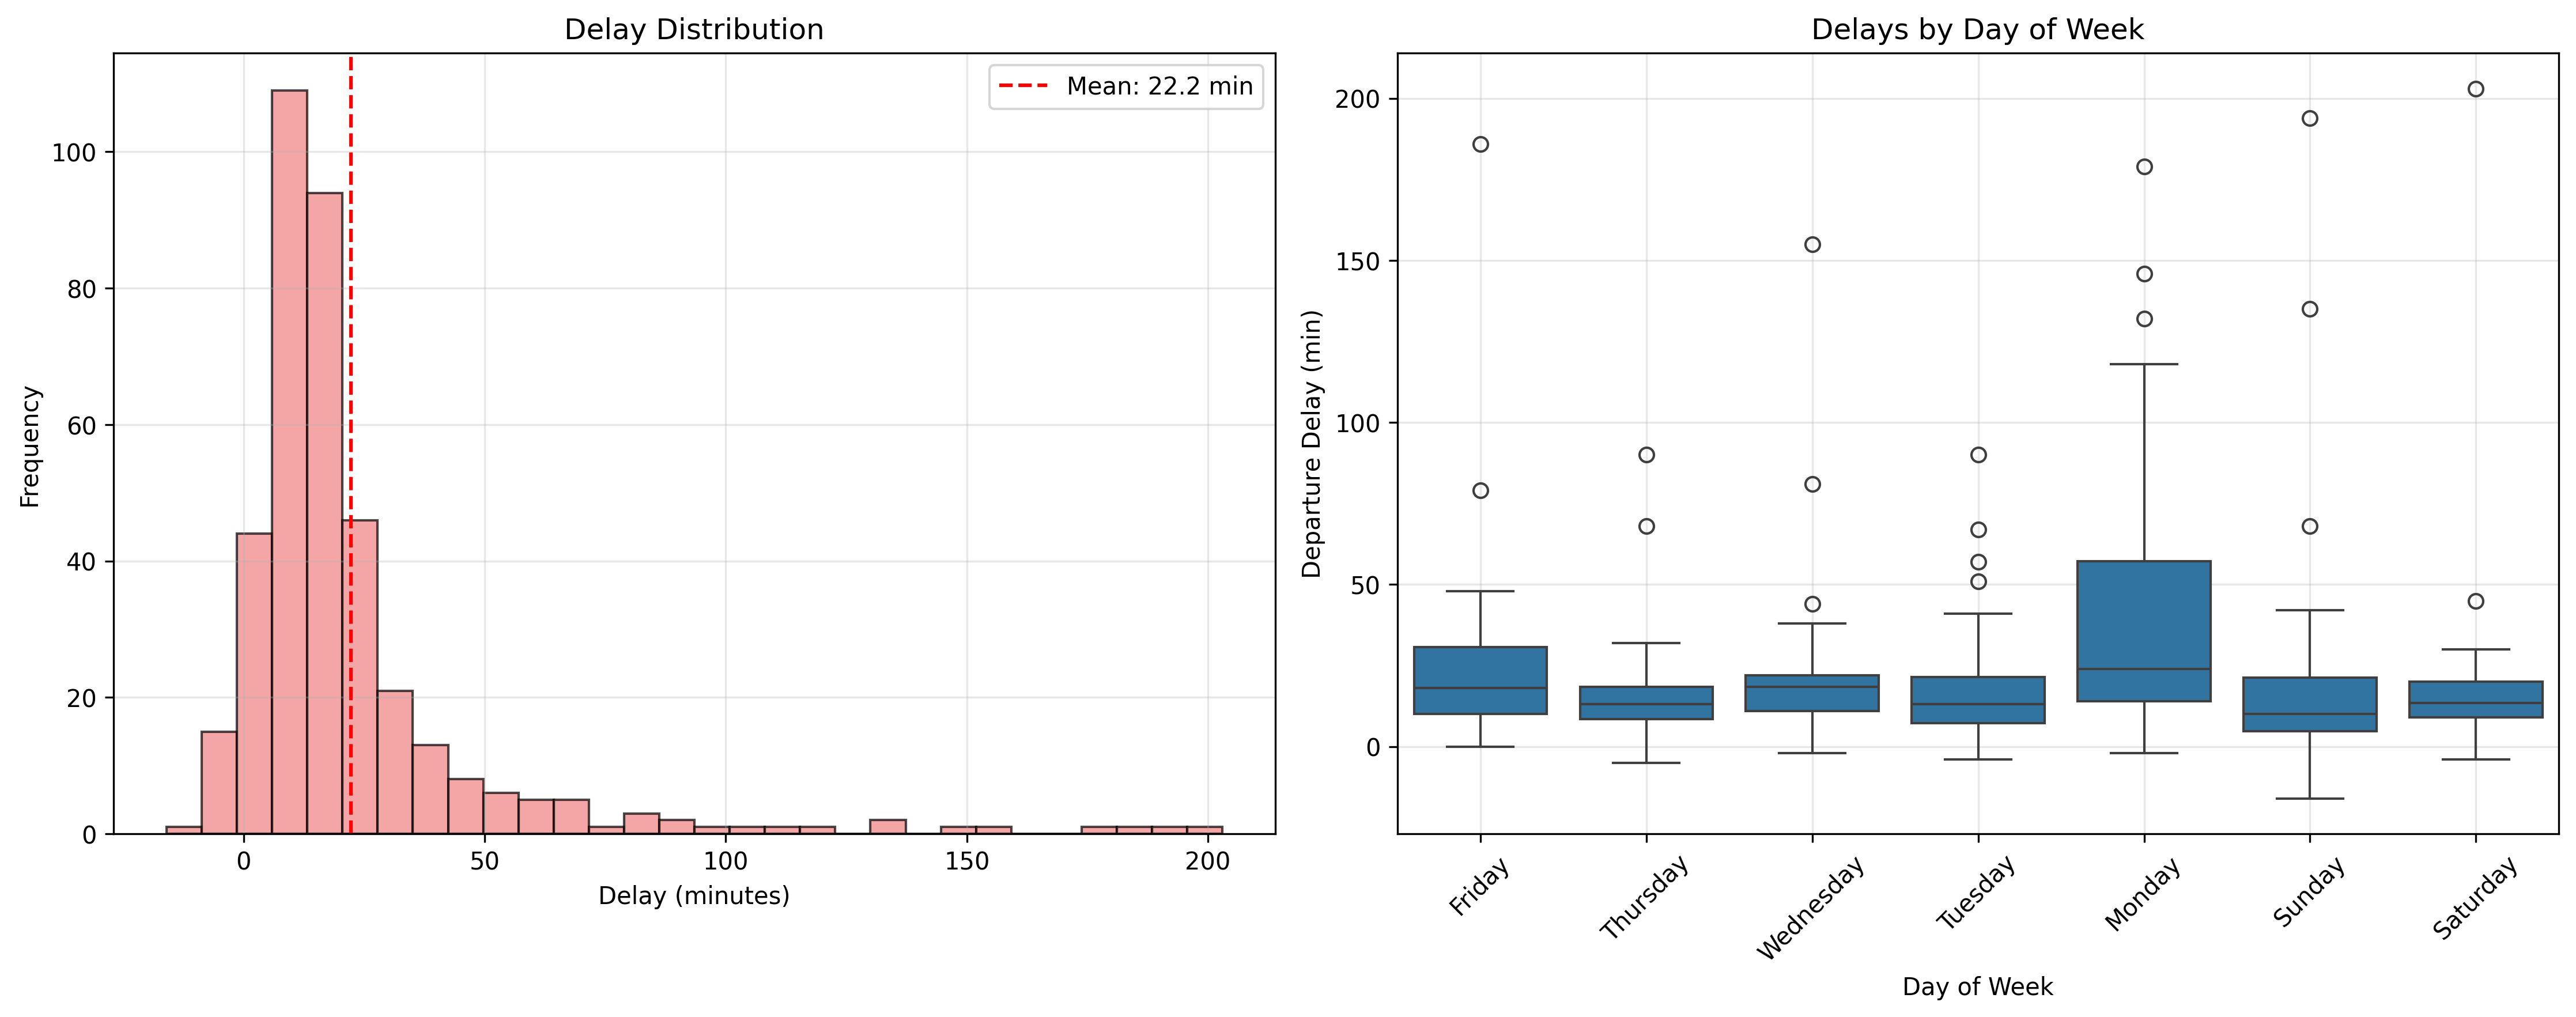 Delay Distribution
Mean: 22.2 min
Frequency
100
80
60
40
20
0
0
50
100
150
200
Delay (minutes)
Delays by Day of Week
Departure Delay (min)
200
150
100
50
0
Friday
Thursday
Wednesday
Tuesday
Monday
Sunday
Saturday
Day of Week